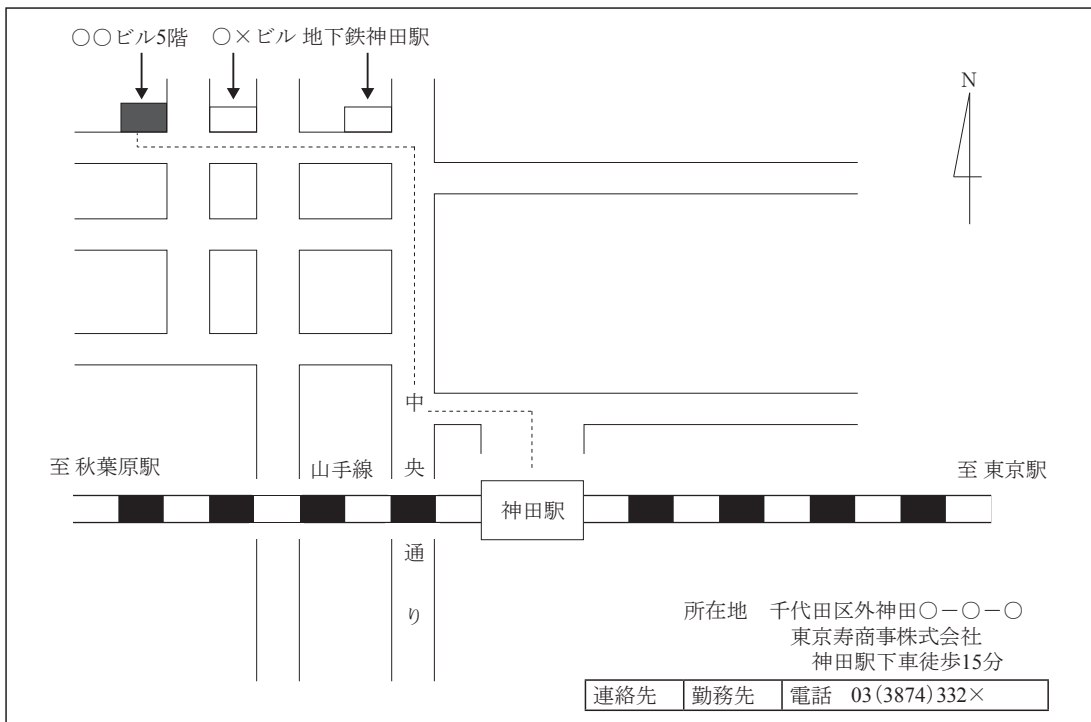 ○○ビル5階
○×ビル
地下鉄神田駅
N
中
央
通
り
至 秋葉原駅
山手線
至 東京駅
神田駅
所在地 千代田区外神田○－○－○
東京寿商事株式会社
神田駅下車徒歩15分
連絡先 勤務先 電話 03(3874)332×